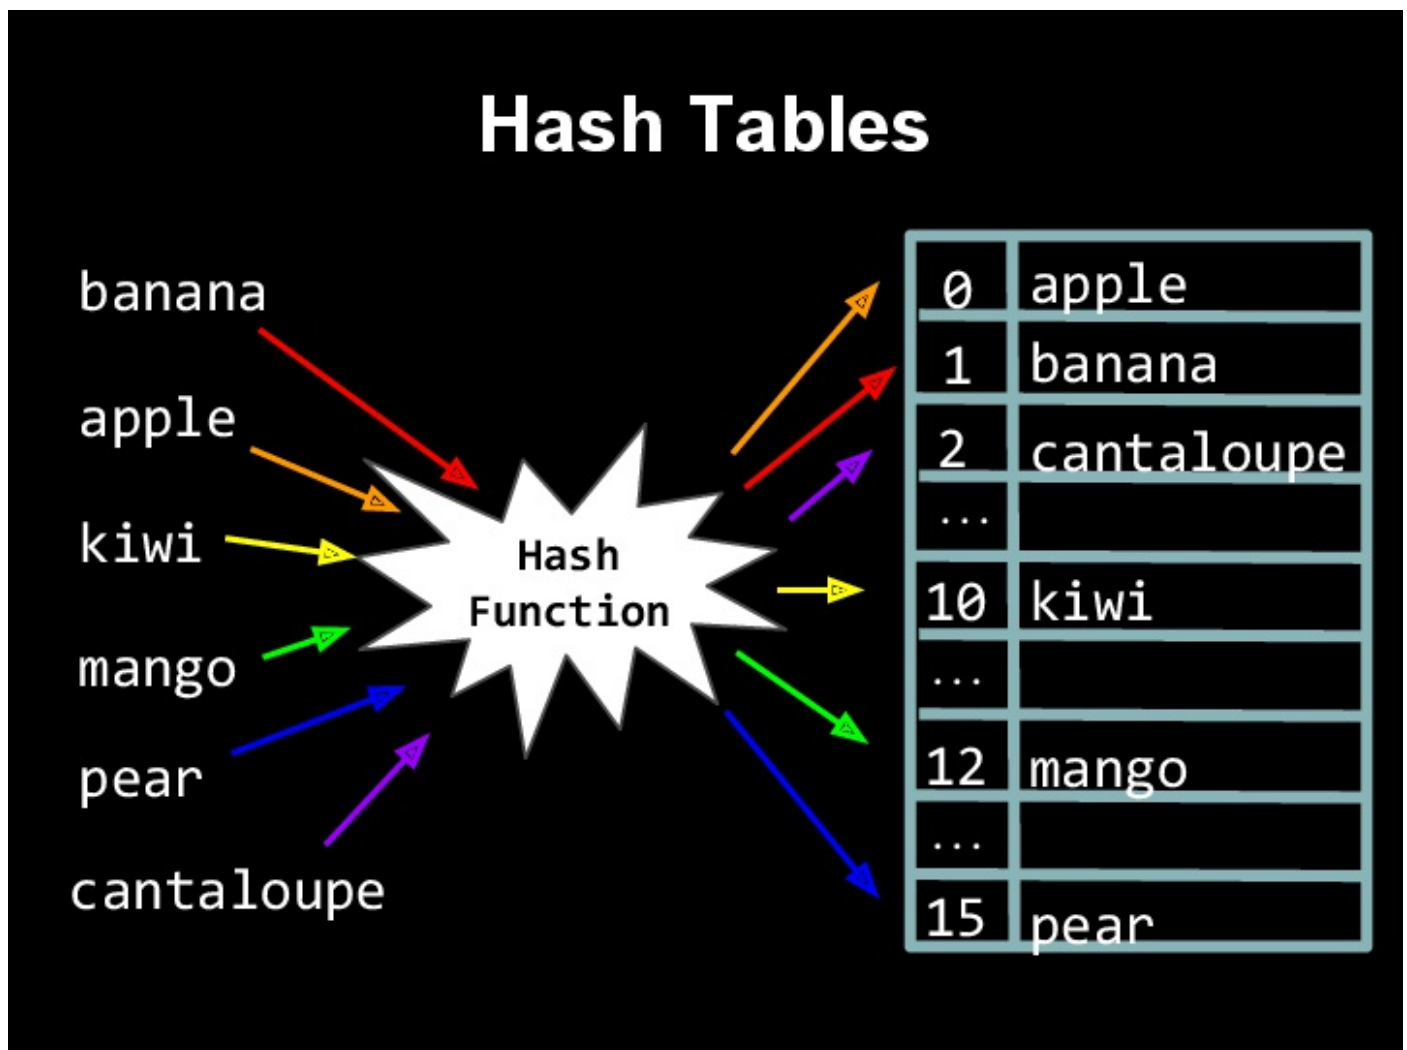 Hash Tables
banana
apple
kiwi
mango
pear
cantaloupe
Hash
Function
0 apple
1 banana
2 cantaloupe
...
10 kiwi
...
12 mango
...
15 pear